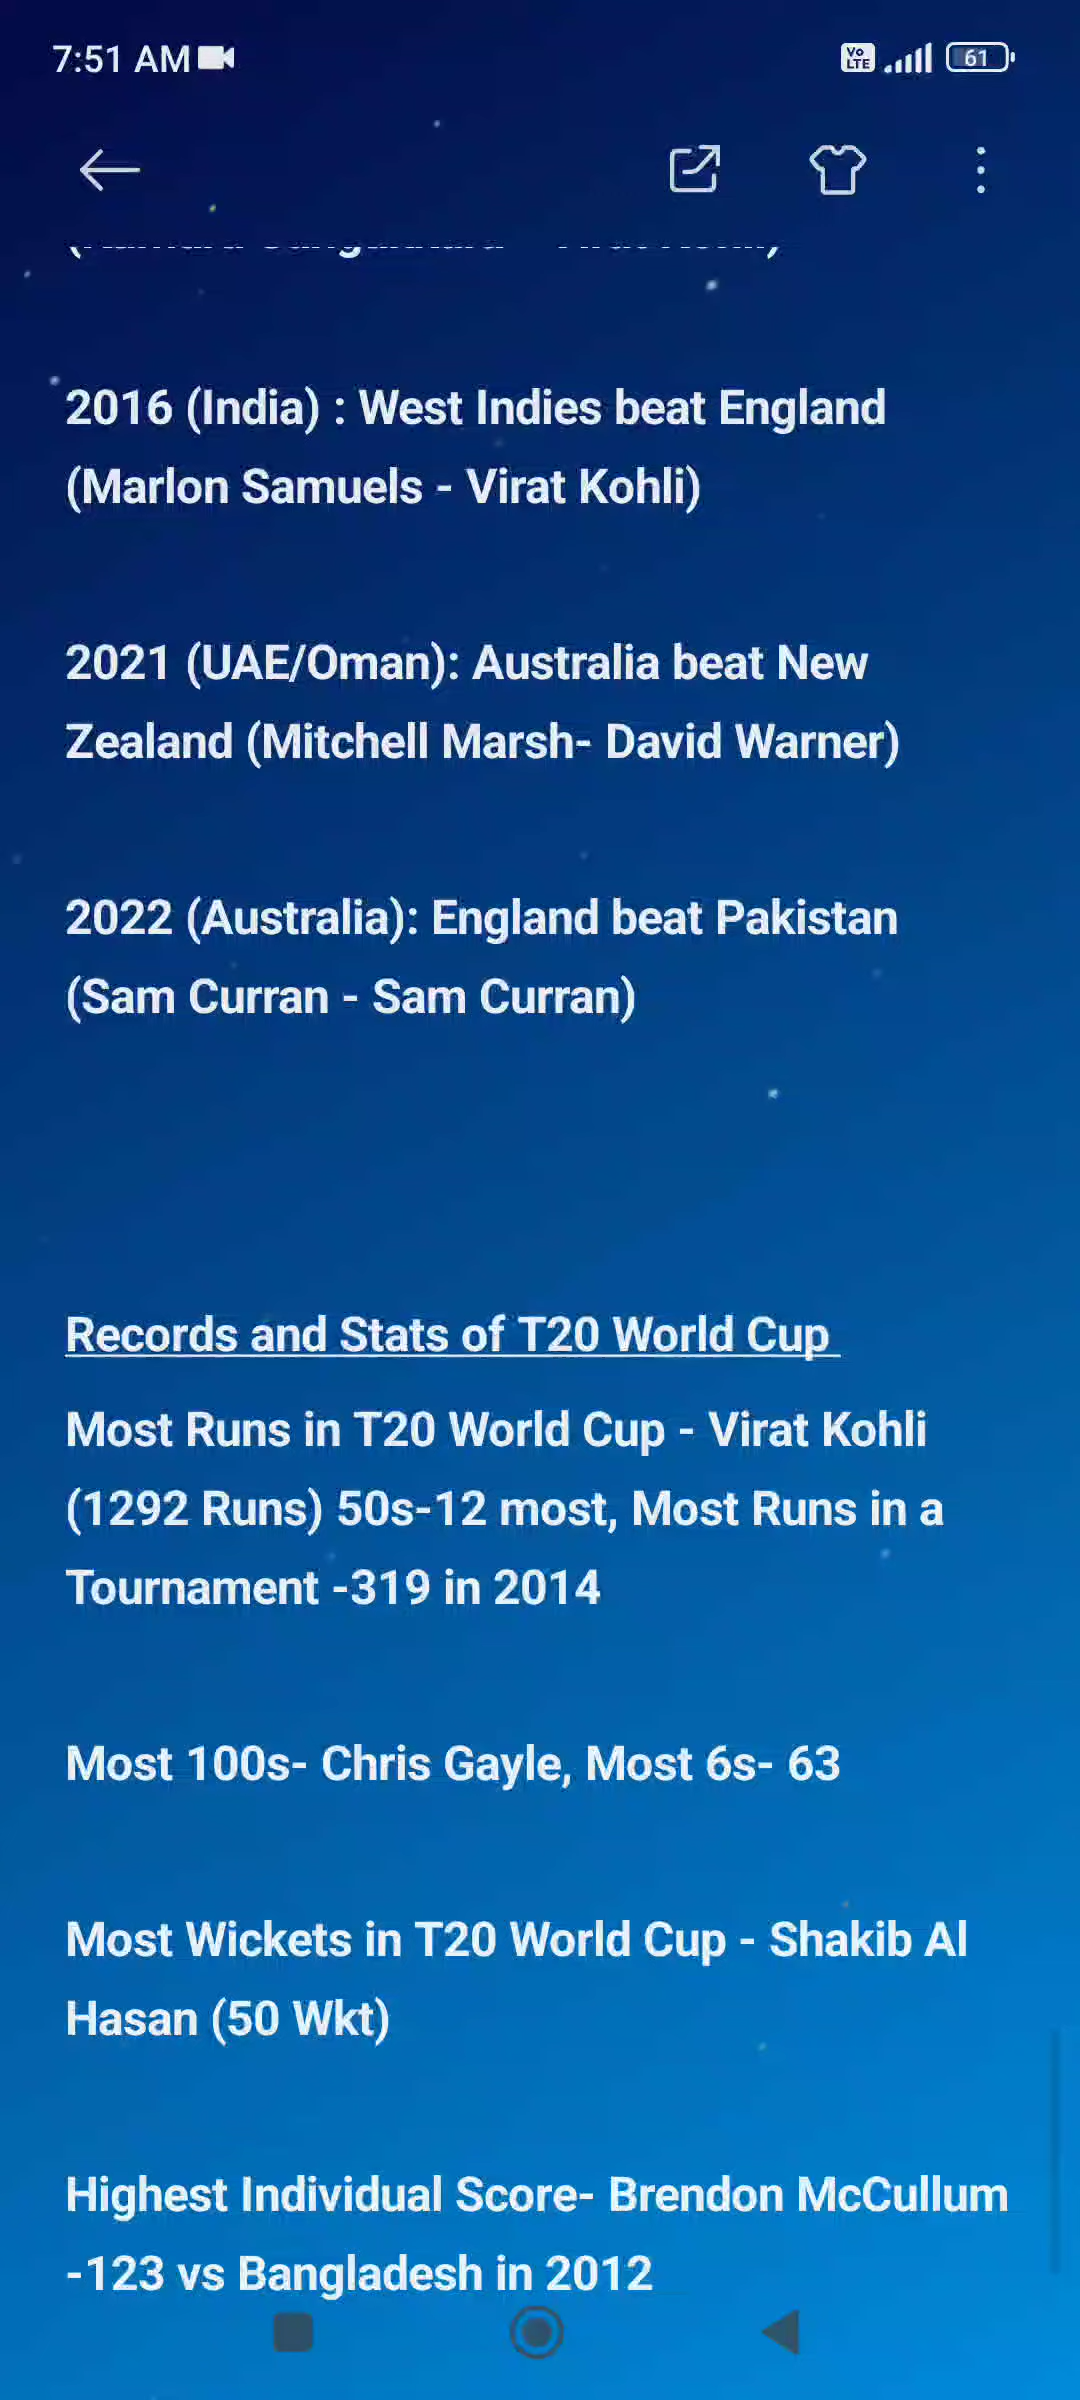 7:51 AM
Vo LTE
61
2016 (India) : West Indies beat England
(Marlon Samuels - Virat Kohli)
2021 (UAE/Oman): Australia beat New
Zealand (Mitchell Marsh- David Warner)
2022 (Australia): England beat Pakistan
(Sam Curran - Sam Curran)
Records and Stats of T20 World Cup
Most Runs in T20 World Cup - Virat Kohli
(1292 Runs) 50s-12 most, Most Runs in a
Tournament -319 in 2014
Most 100s- Chris Gayle, Most 6s- 63
Most Wickets in T20 World Cup - Shakib Al
Hasan (50 Wkt)
Highest Individual Score- Brendon McCullum
-123 vs Bangladesh in 2012